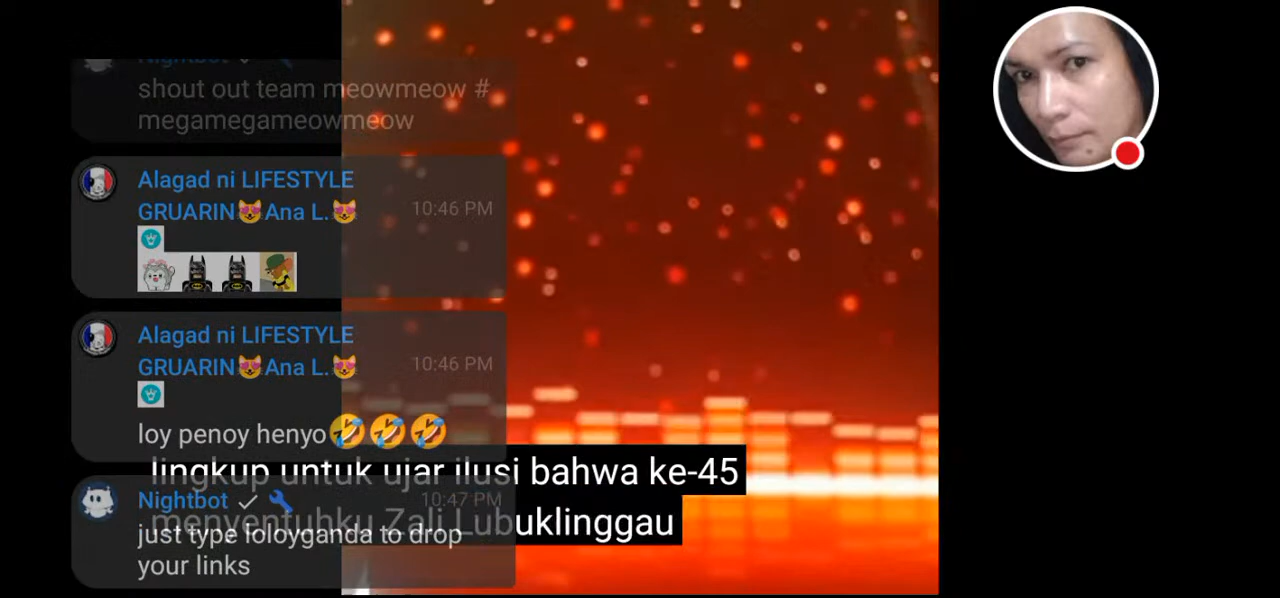 Nightbot
shout out team meowmeow #
megamegameowmeow
Alagad ni LIFESTYLE
GRUARIN😻Ana L.😻
10:46 PM
Alagad ni LIFESTYLE
GRUARIN😻Ana L.😻
10:46 PM
loy penoy henyo🤣🤣🤣
lingkup untuk ujar ilusi bahwa ke-45
menyentuhku Zali Lubuklinggau
Nightbot
10:47 PM
just type loloyganda to drop
your links